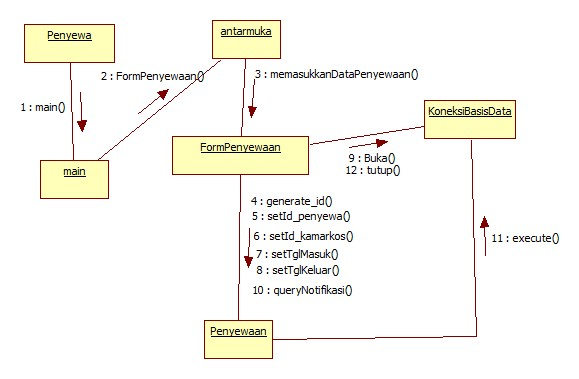 Penyewa
antarmuka
2 : FormPenyewaan()
3 : memasukkanDataPenyewaan()
1 : main()
KoneksiBasisData
main
FormPenyewaan
9 : Buka()
12 : tutup()
4 : generate_id()
5 : setId_penyewa()
6 : setId_kamarkos()
7 : setTglMasuk()
8 : setTglKeluar()
10 : queryNotifikasi()
11 : execute()
Penyewaan